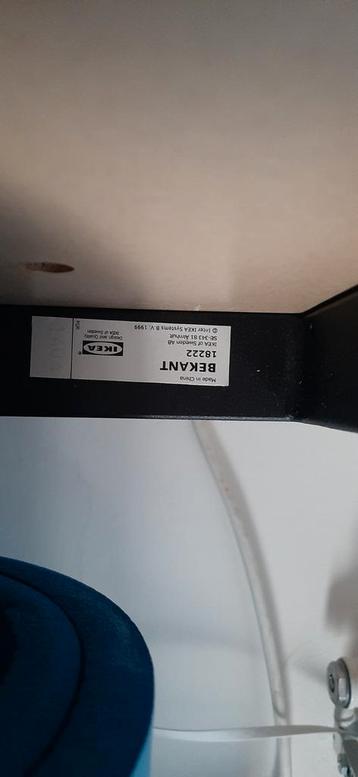 Made in China
BEKANT
18222
IKEA of Sweden AB
SE-343 81 Älmhult
© Inter IKEA Systems B.V. 1999
IKEA®
Design and Quality
IKEA of Sweden